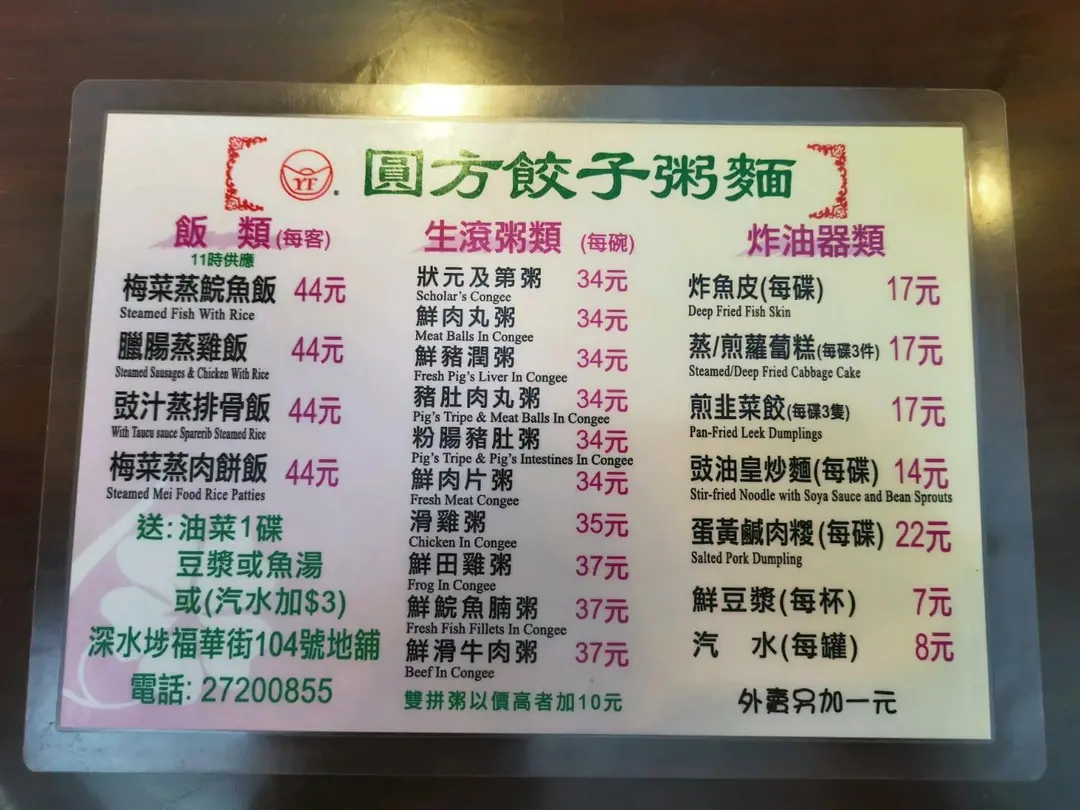 YT
圓方餃子粥麵
飯類(每客)
11時供應
梅菜蒸鯇魚飯 44元
Steamed Fish With Rice
臘腸蒸雞飯 44元
Steamed Sausages & Chicken With Rice
豉汁蒸排骨飯 44元
With Taucu sauce Sparerib Steamed Rice
梅菜蒸肉餅飯 44元
Steamed Mei Food Rice Patties
送: 油菜1碟
豆漿或魚湯
或(汽水加$3)
深水埗福華街104號地舖
電話: 27200855
生滾粥類 (每碗)
狀元及第粥 34元
Scholar's Congee
鮮肉丸粥 34元
Meat Balls In Congee
鮮豬潤粥 34元
Fresh Pig's Liver In Congee
豬肚肉丸粥 34元
Pig's Tripe & Meat Balls In Congee
粉腸豬肚粥 34元
Pig's Tripe & Pig's Intestines In Congee
鮮肉片粥 34元
Fresh Meat Congee
滑雞粥 35元
Chicken In Congee
鮮田雞粥 37元
Frog In Congee
鮮鯇魚腩粥 37元
Fresh Fish Fillets In Congee
鮮滑牛肉粥 37元
Beef In Congee
雙拼粥以價高者加10元
炸油器類
炸魚皮(每碟) 17元
Deep Fried Fish Skin
蒸/煎蘿蔔糕(每碟3件) 17元
Steamed/Deep Fried Cabbage Cake
煎韭菜餃(每碟3隻) 17元
Pan-Fried Leek Dumplings
豉油皇炒麵(每碟) 14元
Stir-fried Noodle with Soya Sauce and Bean Sprouts
蛋黃鹹肉糉(每碟) 22元
Salted Pork Dumpling
鮮豆漿(每杯) 7元
汽水(每罐) 8元
外賣另加一元